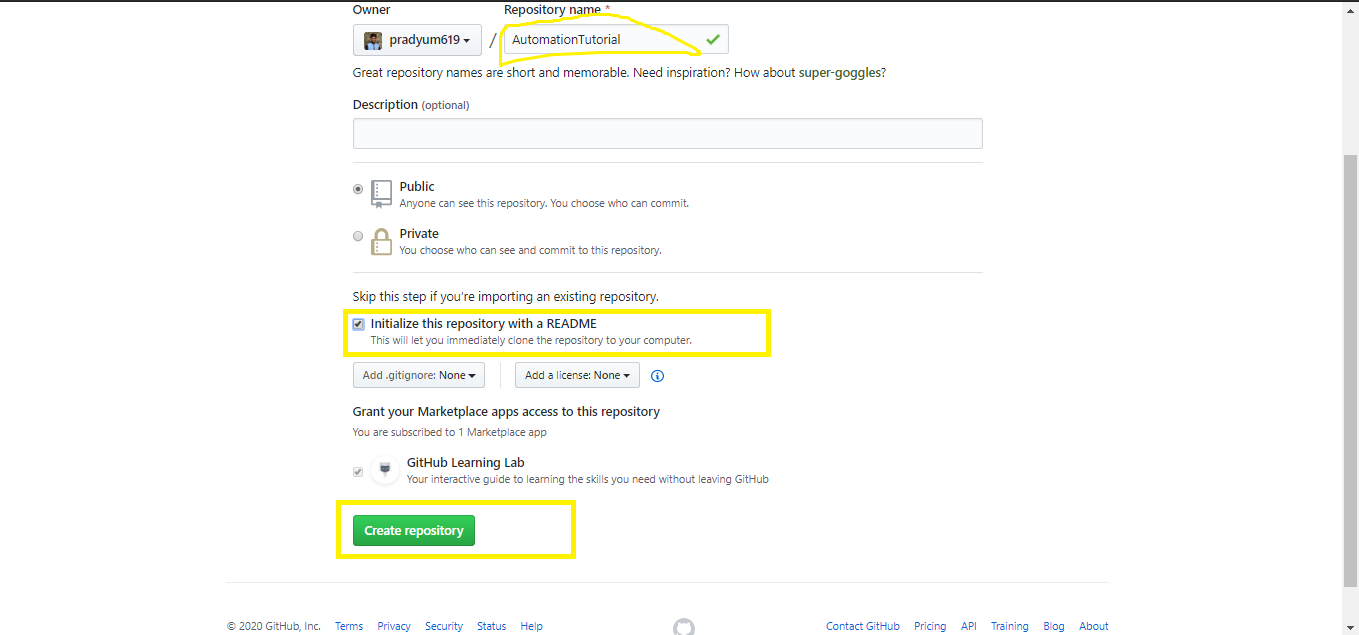 Owner
Repository name *
pradyum619 / AutomationTutorial
Great repository names are short and memorable. Need inspiration? How about super-goggles?
Description (optional)
Public
Anyone can see this repository. You choose who can commit.
Private
You choose who can see and commit to this repository.
Skip this step if you're importing an existing repository.
Initialize this repository with a README
This will let you immediately clone the repository to your computer.
Add .gitignore: None
Add a license: None
Grant your Marketplace apps access to this repository
You are subscribed to 1 Marketplace app
GitHub Learning Lab
Your interactive guide to learning the skills you need without leaving GitHub
Create repository
© 2020 GitHub, Inc. Terms Privacy Security Status Help Contact GitHub Pricing API Training Blog About